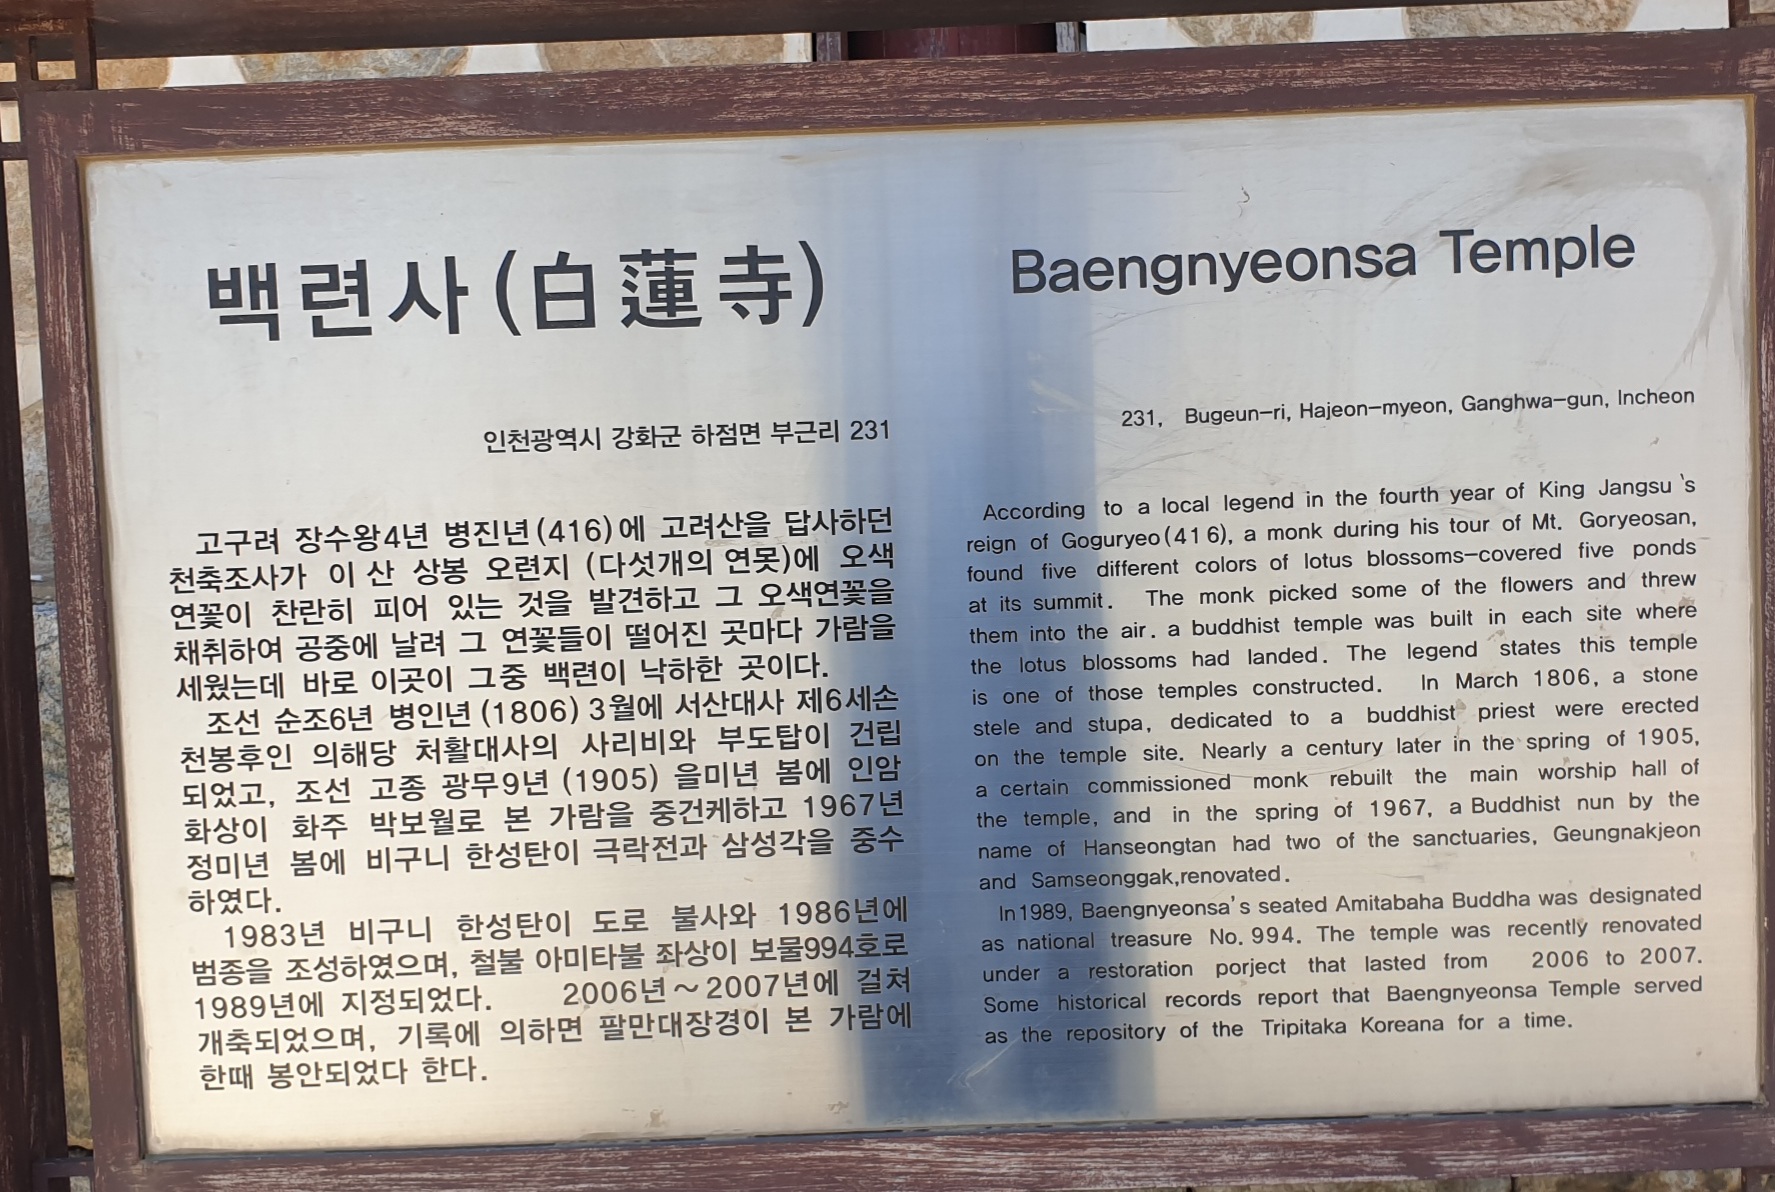 백련사(白蓮寺)
인천광역시 강화군 하점면 부근리 231
고구려 장수왕4년 병진년(416)에 고려산을 답사하던
천축조사가 이 산 상봉 오련지 (다섯개의 연못)에 오색
연꽃이 찬란히 피어 있는 것을 발견하고 그 오색연꽃을
채취하여 공중에 날려 그 연꽃들이 떨어진 곳마다 가람을
세웠는데 바로 이곳이 그중 백련이 낙하한 곳이다.
조선 순조6년 병인년(1806) 3월에 서산대사 제6세손
천봉후인 의해당 처활대사의 사리비와 부도탑이 건립
되었고, 조선 고종 광무9년 (1905) 을미년 봄에 인암
화상이 화주 박보월로 본 가람을 중건케하고 1967년
정미년 봄에 비구니 한성탄이 극락전과 삼성각을 중수
하였다.
1983년 비구니 한성탄이 도로 불사와 1986년에
범종을 조성하였으며, 철불 아미타불 좌상이 보물994호로
1989년에 지정되었다. 2006년~2007년에 걸쳐
개축되었으며, 기록에 의하면 팔만대장경이 본 가람에
한때 봉안되었다 한다.
Baengnyeonsa Temple
231, Bugeun-ri, Hajeon-myeon, Ganghwa-gun, Incheon
According to a local legend in the fourth year of King Jangsu's
reign of Goguryeo(416), a monk during his tour of Mt. Goryeosan,
found five different colors of lotus blossoms-covered five ponds
at its summit. The monk picked some of the flowers and threw
them into the air. a buddhist temple was built in each site where
the lotus blossoms had landed. The legend states this temple
is one of those temples constructed. In March 1806, a stone
stele and stupa, dedicated to a buddhist priest were erected
on the temple site. Nearly a century later in the spring of 1905,
a certain commissioned monk rebuilt the main worship hall of
the temple, and in the spring of 1967, a Buddhist nun by the
name of Hanseongtan had two of the sanctuaries, Geungnakjeon
and Samseonggak,renovated.
In1989, Baengnyeonsa's seated Amitabaha Buddha was designated
as national treasure No. 994. The temple was recently renovated
under a restoration porject that lasted from 2006 to 2007.
Some historical records report that Baengnyeonsa Temple served
as the repository of the Tripitaka Koreana for a time.